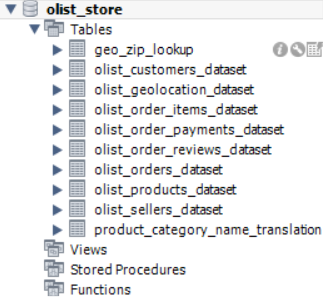 olist_store
Tables
geo_zip_lookup
olist_customers_dataset
olist_geolocation_dataset
olist_order_items_dataset
olist_order_payments_dataset
olist_order_reviews_dataset
olist_orders_dataset
olist_products_dataset
olist_sellers_dataset
product_category_name_translation
Views
Stored Procedures
Functions